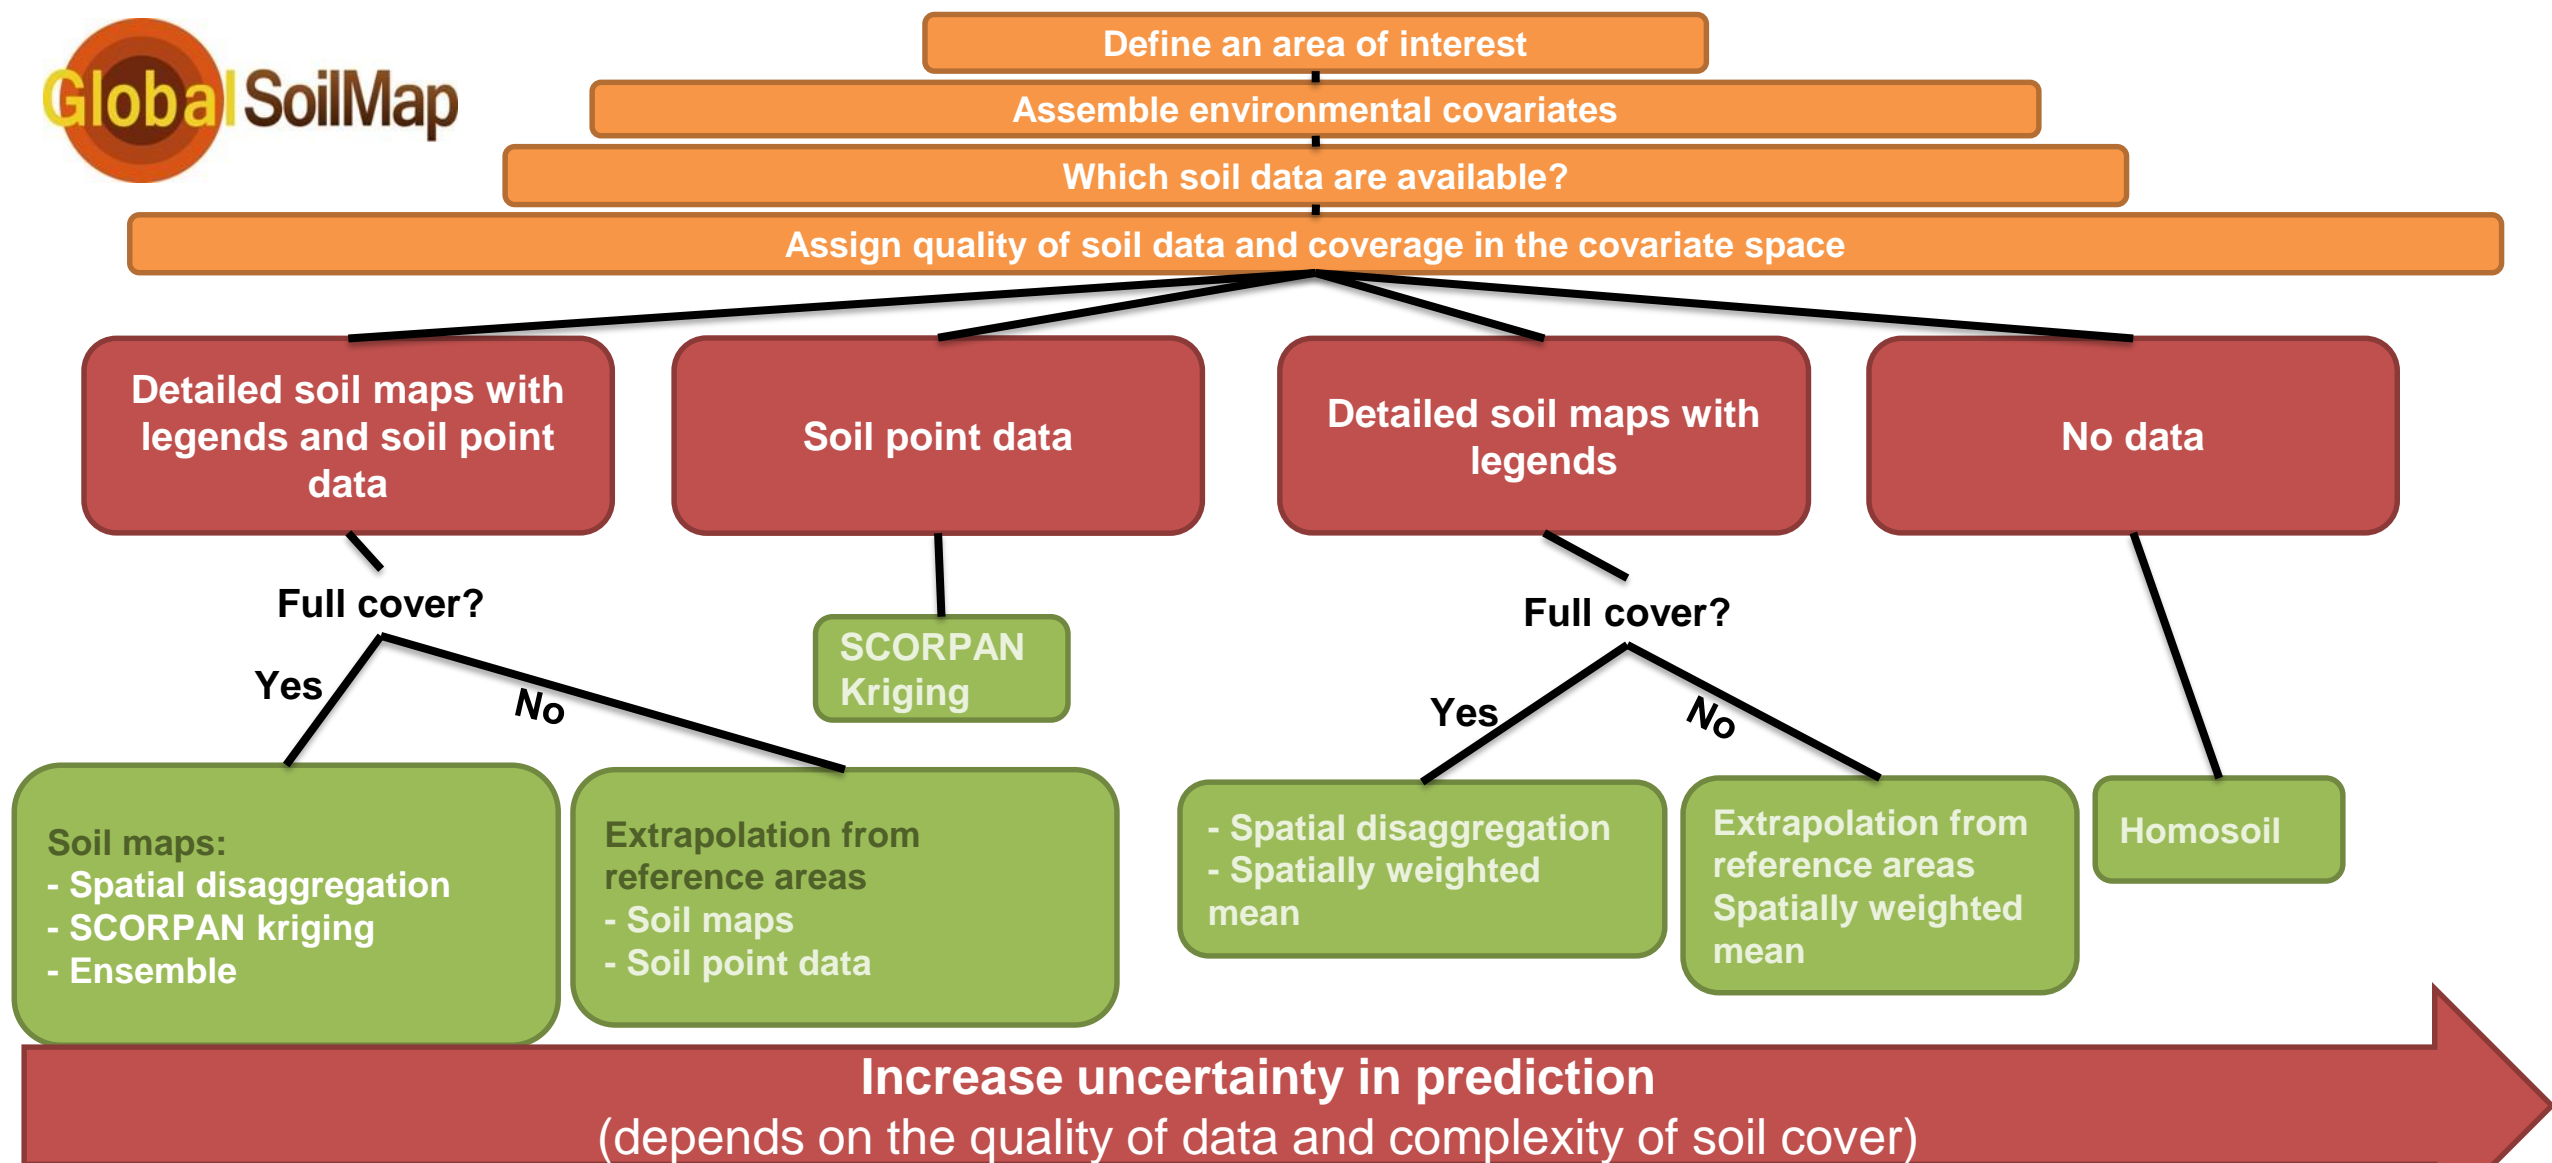 Global SoilMap
Define an area of interest
Assemble environmental covariates
Which soil data are available?
Assign quality of soil data and coverage in the covariate space
Detailed soil maps with
legends and soil point
data
Soil point data
Detailed soil maps with
legends
No data
Full cover?
Yes
No
SCORPAN
Kriging
Full cover?
Yes
No
Soil maps:
- Spatial disaggregation
- SCORPAN kriging
- Ensemble
Extrapolation from
reference areas
- Soil maps
- Soil point data
- Spatial disaggregation
- Spatially weighted
mean
Extrapolation from
reference areas
Spatially weighted
mean
Homosoil
Increase uncertainty in prediction
(depends on the quality of data and complexity of soil cover)